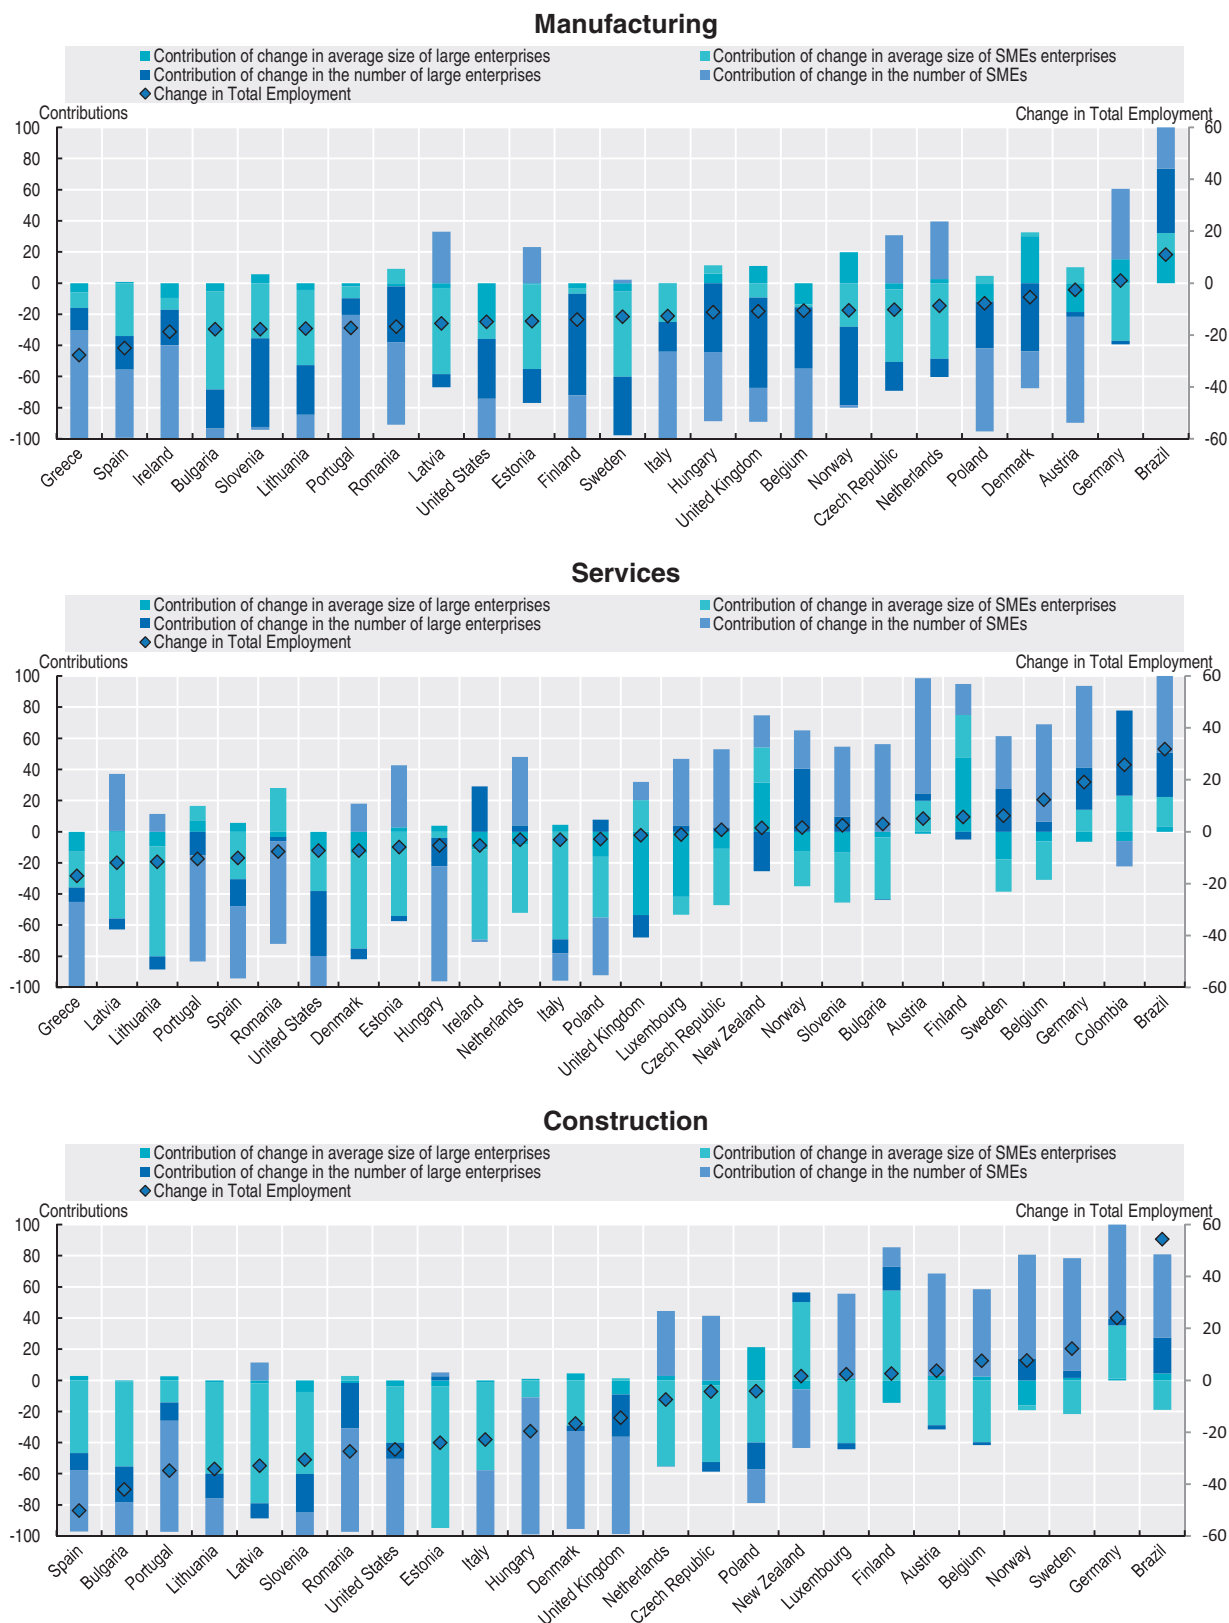 Manufacturing
Contribution of change in average size of large enterprises
Contribution of change in average size of SMEs enterprises
Contribution of change in the number of large enterprises
Contribution of change in the number of SMEs
Change in Total Employment
Contributions
Change in Total Employment
100
80
60
40
20
0
-20
-40
-60
-80
-100
60
40
20
0
-20
-40
-60
Greece
Spain
Ireland
Bulgaria
Slovenia
Lithuania
Portugal
Romania
Latvia
United States
Estonia
Finland
Sweden
Italy
Hungary
United Kingdom
Belgium
Norway
Czech Republic
Netherlands
Poland
Denmark
Austria
Germany
Brazil
Services
Contribution of change in average size of large enterprises
Contribution of change in average size of SMEs enterprises
Contribution of change in the number of large enterprises
Contribution of change in the number of SMEs
Change in Total Employment
Contributions
Change in Total Employment
100
80
60
40
20
0
-20
-40
-60
-80
-100
60
40
20
0
-20
-40
-60
Greece
Latvia
Lithuania
Portugal
Spain
Romania
United States
Denmark
Estonia
Hungary
Ireland
Netherlands
Italy
Poland
United Kingdom
Luxembourg
Czech Republic
New Zealand
Norway
Slovenia
Bulgaria
Austria
Finland
Sweden
Belgium
Germany
Colombia
Brazil
Construction
Contribution of change in average size of large enterprises
Contribution of change in average size of SMEs enterprises
Contribution of change in the number of large enterprises
Contribution of change in the number of SMEs
Change in Total Employment
Contributions
Change in Total Employment
100
80
60
40
20
0
-20
-40
-60
-80
-100
60
40
20
0
-20
-40
-60
Spain
Bulgaria
Portugal
Lithuania
Latvia
Slovenia
Romania
United States
Estonia
Italy
Hungary
Denmark
United Kingdom
Netherlands
Czech Republic
Poland
New Zealand
Luxembourg
Finland
Austria
Belgium
Norway
Sweden
Germany
Brazil